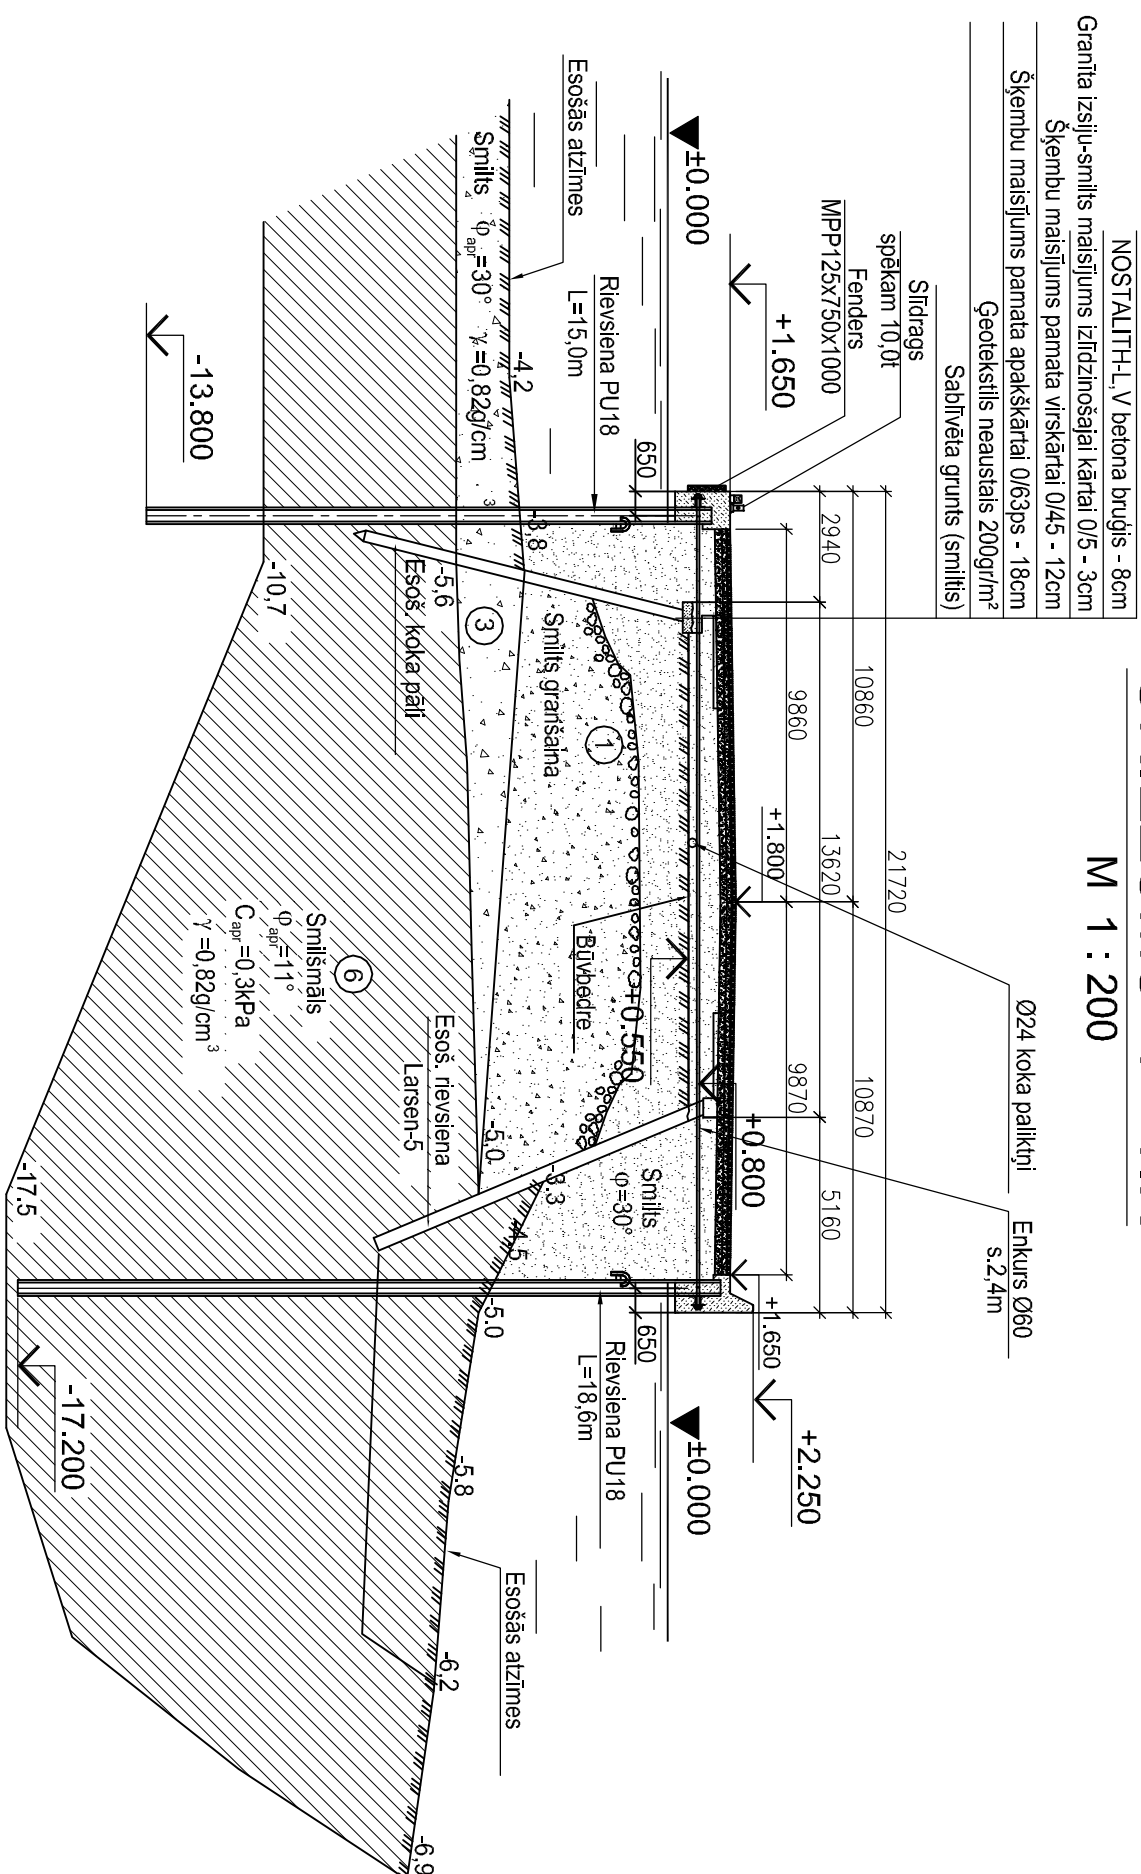 M 1 : 200
NOSTALITH-L,V betona bruģis - 8cm
Granīta izsiju-smilts maisījums izlīdzinošajai kārtai 0/5 - 3cm
Šķembu maisījums pamata virskārtai 0/45 - 12cm
Šķembu maisījums pamata apakškārtai 0/63ps - 18cm
Ģeotekstils neaustais 200gr/m²
Sablīvēta grunts (smiltis)
Slīdrags
spēkam 10,0t
Fenders
MPP125x750x1000
Ø24 koka paliktņi
Enkurs Ø60
s.2,4m
21720
10860
10870
2940
13620
5160
9860
9870
+1.650
+1.800
+1.650
+2.250
±0.000
±0.000
+0.800
+0.550
650
650
Būvbedre
Rievsiena PU18
L=15,0m
Rievsiena PU18
L=18,6m
Esošās atzīmes
Esošās atzīmes
Smilts
φ=30°
1
Smilts granšaina
3
Smilts φapr=30° γ=0,82g/cm³
-4,2
-3,8
-5,6
-3.3
-4,5
-5,0
-5.0
-5.8
-6,2
-6,9
Esoš. koka pāļi
Esoš. rievsiena
Larsen-5
6
Smilšmāls
φapr=11°
Capr=0,3kPa
γ=0,82g/cm³
-10,7
-17.5
-13.800
-17.200